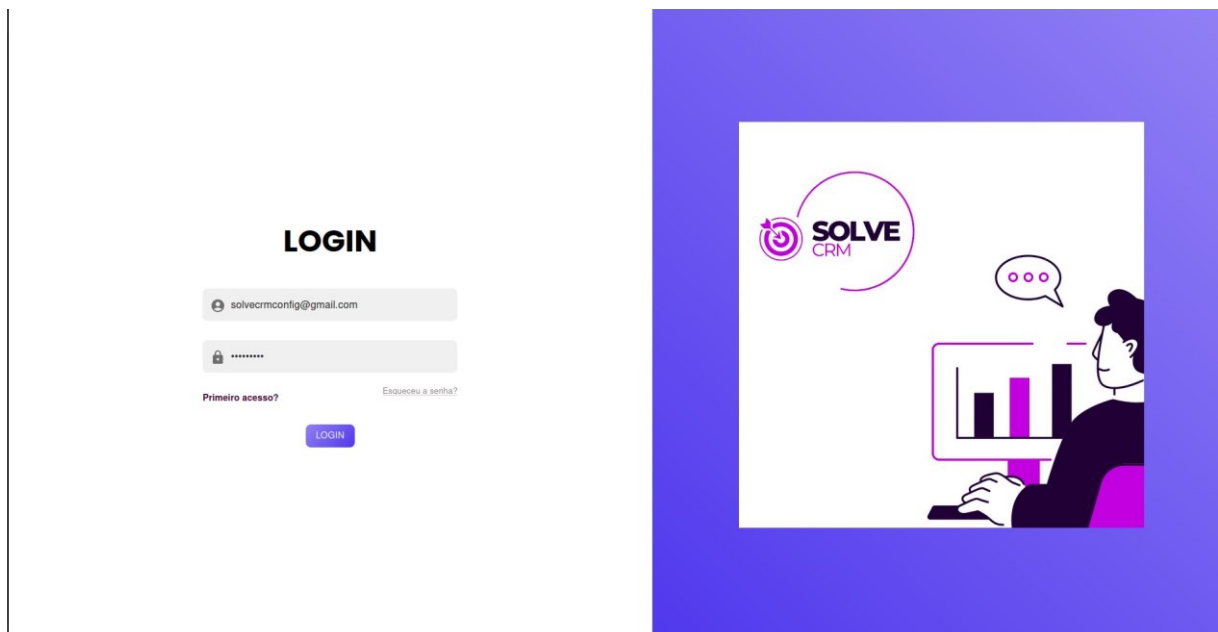 LOGIN
solvecrmconfig@gmail.com
•••••••••
Primeiro acesso?
Esqueceu a senha?
LOGIN
SOLVE
CRM